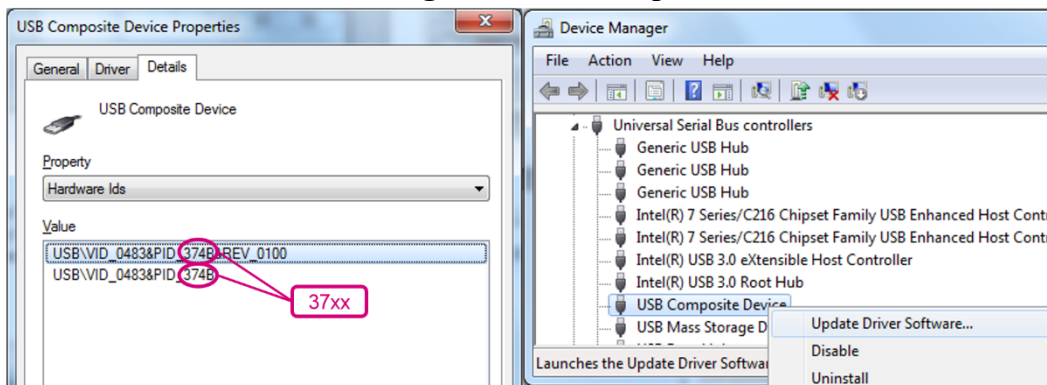 USB Composite Device Properties
General Driver Details
USB Composite Device
Property
Hardware Ids
Value
USB\VID_0483&PID_374B&REV_0100
USB\VID_0483&PID_374B
37xx
Device Manager
File Action View Help
Universal Serial Bus controllers
Generic USB Hub
Generic USB Hub
Generic USB Hub
Intel(R) 7 Series/C216 Chipset Family USB Enhanced Host Cont
Intel(R) 7 Series/C216 Chipset Family USB Enhanced Host Cont
Intel(R) USB 3.0 eXtensible Host Controller
Intel(R) USB 3.0 Root Hub
USB Composite Device
USB Mass Storage D
Update Driver Software...
Disable
Uninstall
Launches the Update Driver Softwa